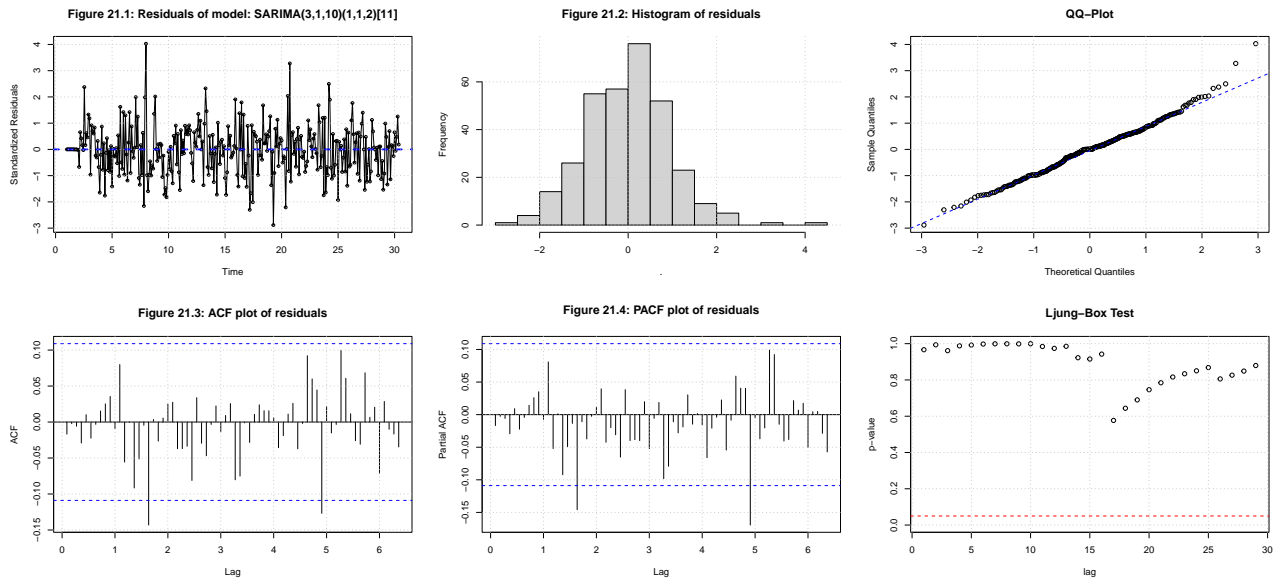 Figure 21.1: Residuals of model: SARIMA(3,1,10)(1,1,2)[11]
Standardized Residuals
4
3
2
1
0
−1
−2
−3
0 5 10 15 20 25 30
Time
Figure 21.2: Histogram of residuals
Frequency
60
40
20
0
−2 0 2 4
.
QQ−Plot
Sample Quantiles
4
3
2
1
0
−1
−2
−3
−3 −2 −1 0 1 2 3
Theoretical Quantiles
Figure 21.3: ACF plot of residuals
ACF
0.10
0.05
0.00
−0.05
−0.10
−0.15
0 1 2 3 4 5 6
Lag
Figure 21.4: PACF plot of residuals
Partial ACF
0.10
0.05
0.00
−0.05
−0.10
−0.15
0 1 2 3 4 5 6
Lag
Ljung−Box Test
p−value
1.0
0.8
0.6
0.4
0.2
0.0
0 5 10 15 20 25 30
lag